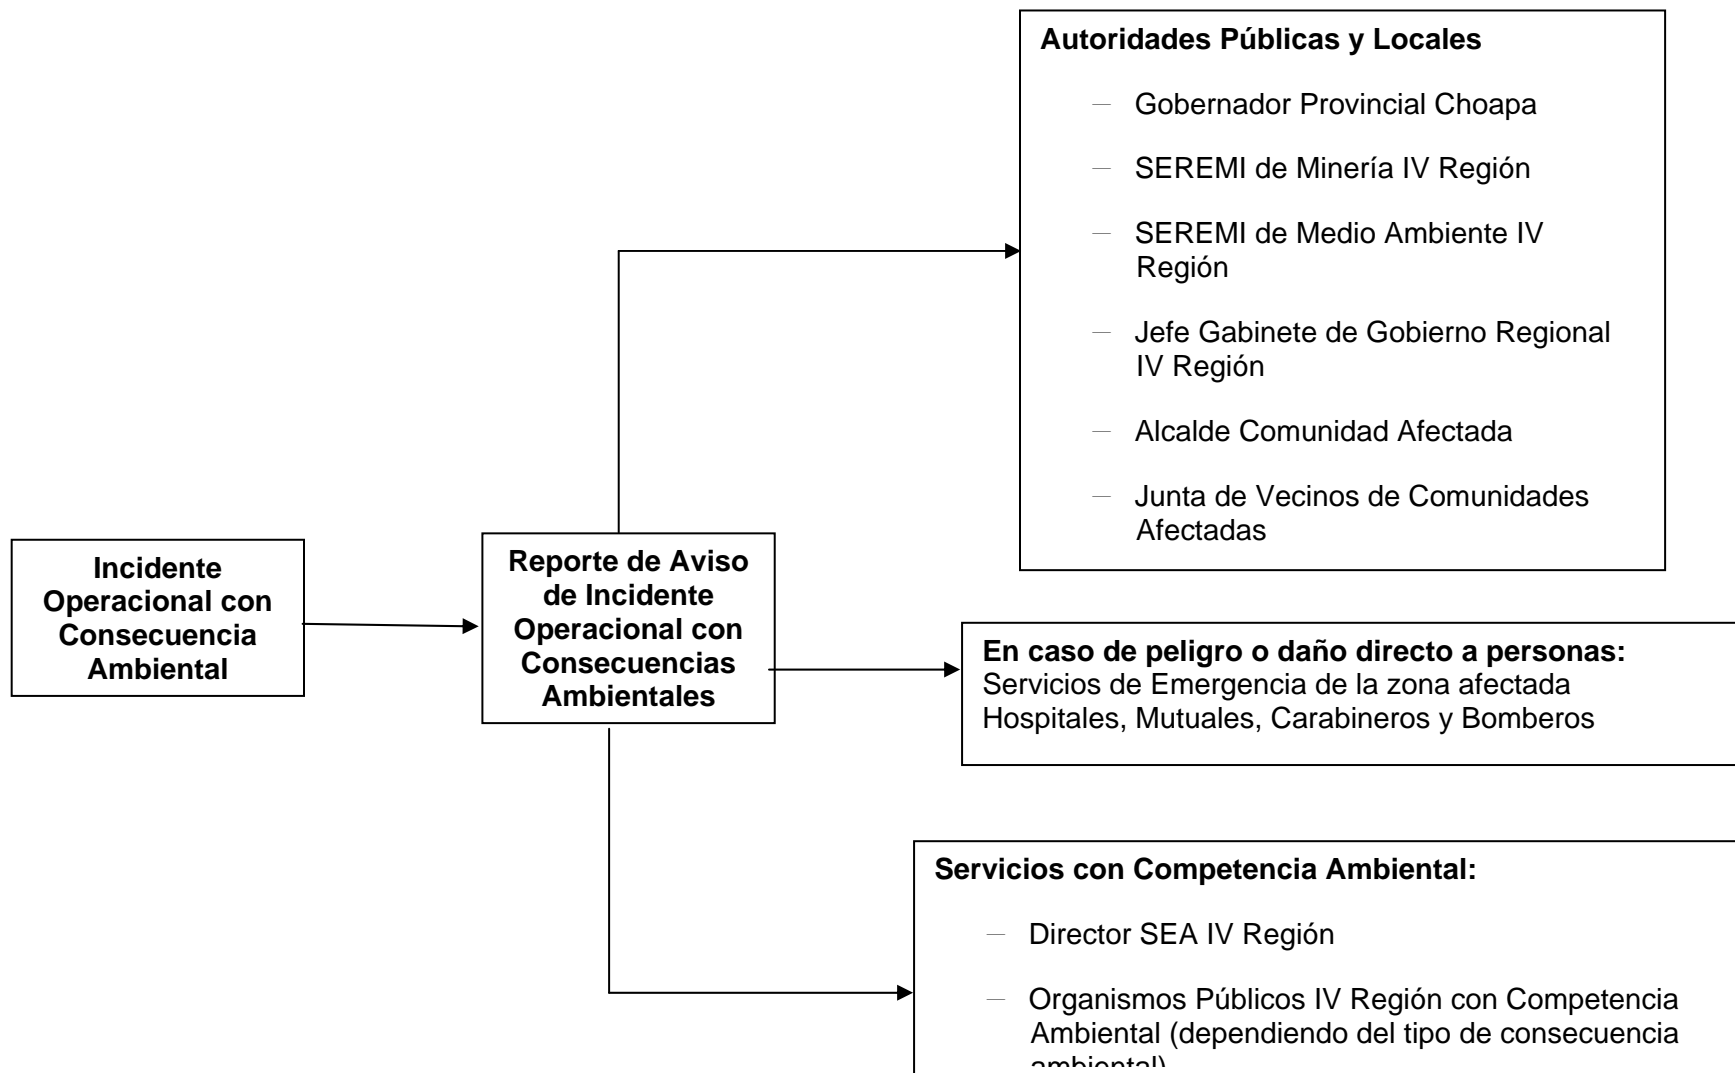 Autoridades Públicas y Locales
— Gobernador Provincial Choapa
— SEREMI de Minería IV Región
— SEREMI de Medio Ambiente IV
Región
— Jefe Gabinete de Gobierno Regional
IV Región
— Alcalde Comunidad Afectada
— Junta de Vecinos de Comunidades
Afectadas
Incidente
Operacional con
Consecuencia
Ambiental
Reporte de Aviso
de Incidente
Operacional con
Consecuencias
Ambientales
En caso de peligro o daño directo a personas:
Servicios de Emergencia de la zona afectada
Hospitales, Mutuales, Carabineros y Bomberos
Servicios con Competencia Ambiental:
— Director SEA IV Región
— Organismos Públicos IV Región con Competencia
Ambiental (dependiendo del tipo de consecuencia
ambiental)